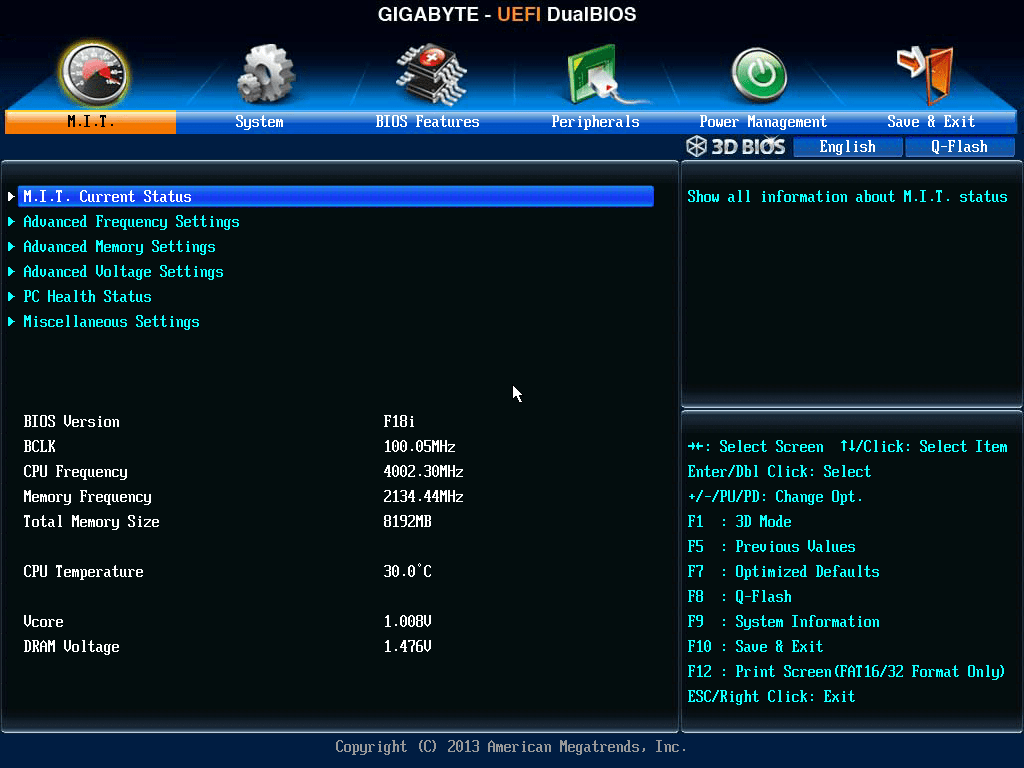 GIGABYTE - UEFI DualBIOS
M.I.T. System BIOS Features Peripherals Power Management Save & Exit
3D BIOS English Q-Flash
M.I.T. Current Status
Advanced Frequency Settings
Advanced Memory Settings
Advanced Voltage Settings
PC Health Status
Miscellaneous Settings
BIOS Version F18i
BCLK 100.05MHz
CPU Frequency 4002.30MHz
Memory Frequency 2134.44MHz
Total Memory Size 8192MB
CPU Temperature 30.0°C
Vcore 1.008V
DRAM Voltage 1.476V
Show all information about M.I.T. status
→←: Select Screen ↑↓/Click: Select Item
Enter/Dbl Click: Select
+/-/PU/PD: Change Opt.
F1 : 3D Mode
F5 : Previous Values
F7 : Optimized Defaults
F8 : Q-Flash
F9 : System Information
F10 : Save & Exit
F12 : Print Screen(FAT16/32 Format Only)
ESC/Right Click: Exit
Copyright (C) 2013 American Megatrends, Inc.